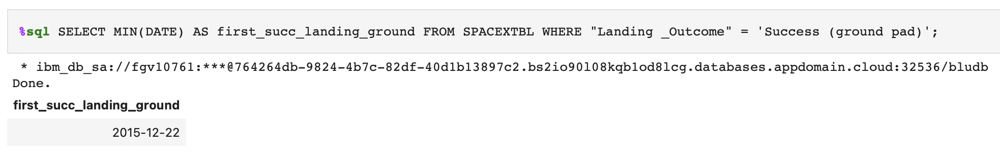 %sql SELECT MIN(DATE) AS first_succ_landing_ground FROM SPACEXTBL WHERE "Landing _Outcome" = 'Success (ground pad)';
* ibm_db_sa://fgv10761:***@764264db-9824-4b7c-82df-40d1b13897c2.bs2io90l08kqb1od8lcg.databases.appdomain.cloud:32536/bludb
Done.
first_succ_landing_ground
2015-12-22